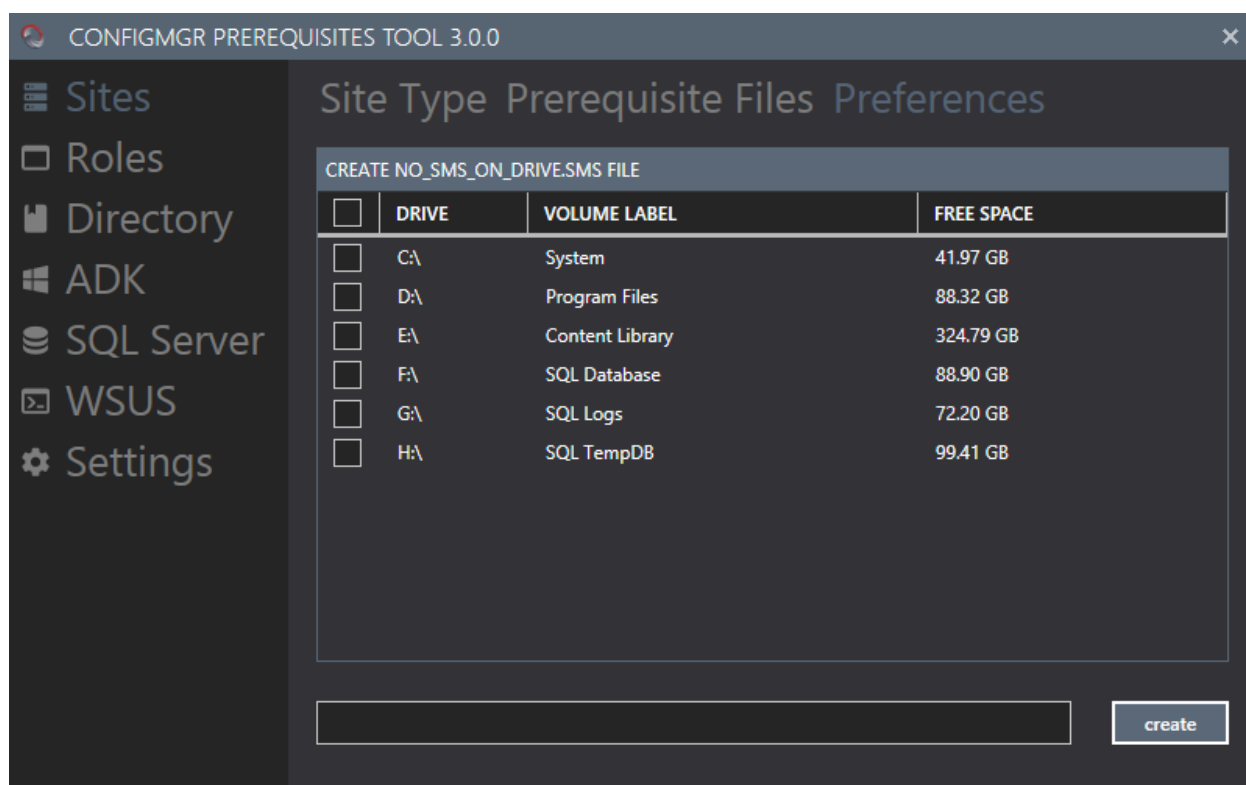 CONFIGMGR PREREQUISITES TOOL 3.0.0
Sites
Roles
Directory
ADK
SQL Server
WSUS
Settings
Site Type Prerequisite Files Preferences
CREATE NO_SMS_ON_DRIVE.SMS FILE
DRIVE VOLUME LABEL FREE SPACE
C:\ System 41.97 GB
D:\ Program Files 88.32 GB
E:\ Content Library 324.79 GB
F:\ SQL Database 88.90 GB
G:\ SQL Logs 72.20 GB
H:\ SQL TempDB 99.41 GB
create